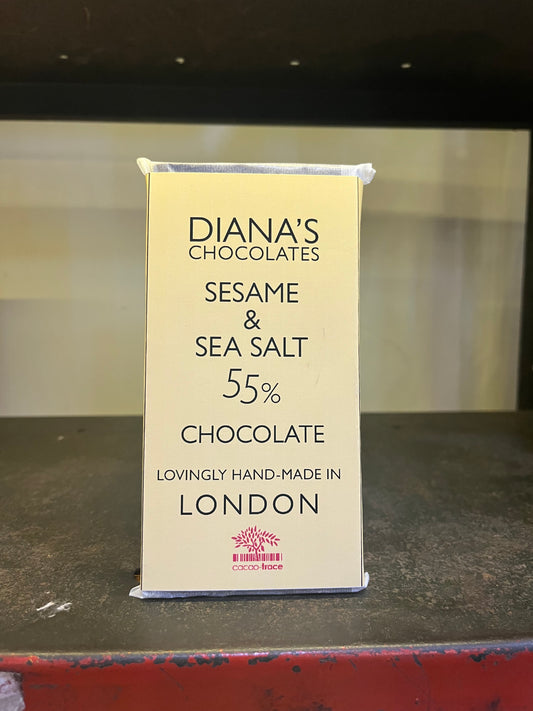 DIANA'S
CHOCOLATES
SESAME
&
SEA SALT
55%
CHOCOLATE
LOVINGLY HAND-MADE IN
LONDON
cacao-trace